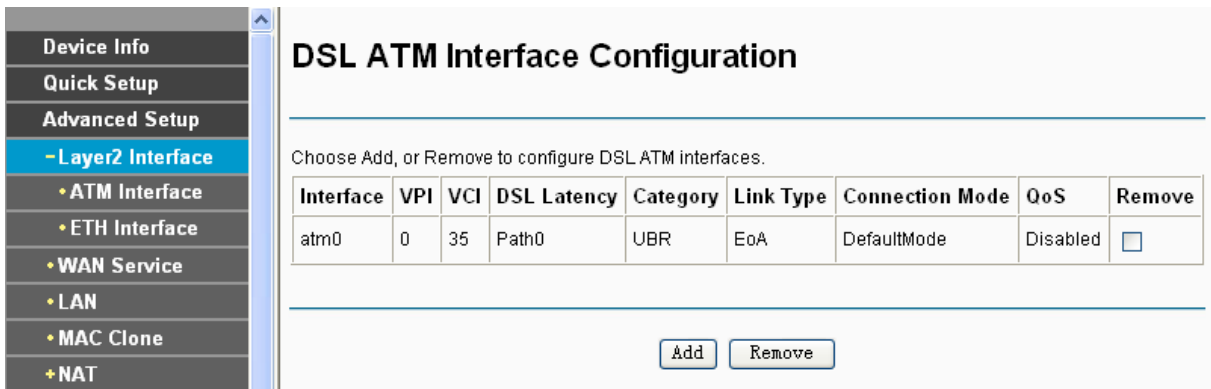 Device Info
Quick Setup
Advanced Setup
-Layer2 Interface
•ATM Interface
•ETH Interface
•WAN Service
•LAN
•MAC Clone
+NAT
DSL ATM Interface Configuration
Choose Add, or Remove to configure DSL ATM interfaces.
Interface VPI VCI DSL Latency Category Link Type Connection Mode QoS Remove
atm0 0 35 Path0 UBR EoA DefaultMode Disabled
Add Remove